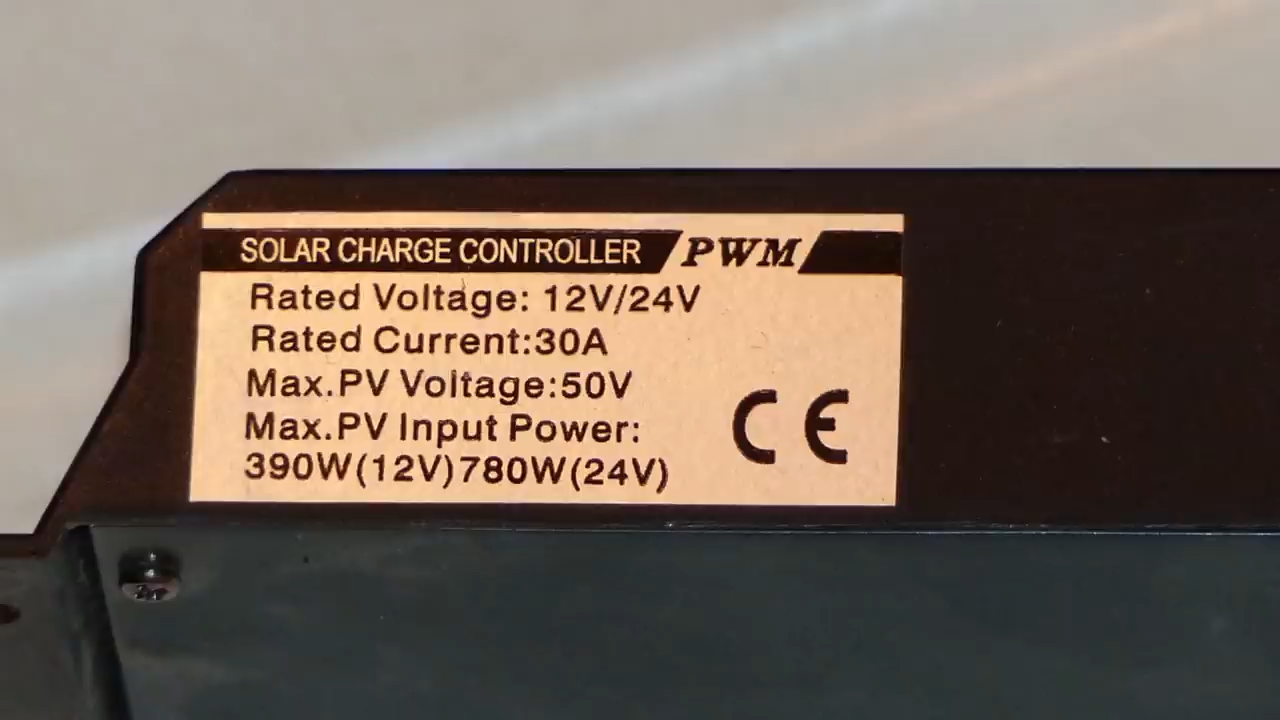 SOLAR CHARGE CONTROLLER PWM
Rated Voltage: 12V/24V
Rated Current:30A
Max.PV Voltage:50V
Max.PV Input Power:
390W(12V)780W(24V)
CE